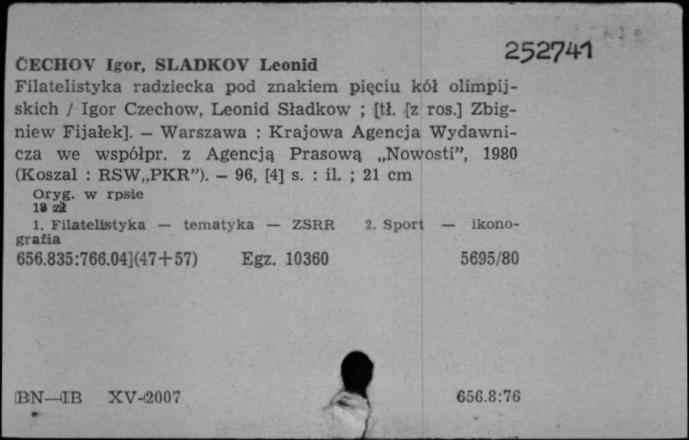 252741
ČECHOV Igor, SLADKOV Leonid
Filatelistyka radziecka pod znakiem pięciu kół olimpij-
skich / Igor Czechow, Leonid Sładkow ; [tł. [z ros.] Zbig-
niew Fijałek]. — Warszawa : Krajowa Agencja Wydawni-
cza we współpr. z Agencją Prasową „Nowosti”, 1980
(Koszal : RSW„PKR”). — 96, [4] s. : il. ; 21 cm
Oryg. w rpsie
18 zł
1. Filatelistyka — tematyka — ZSRR 2. Sport — ikono-
grafia
656.835:766.04](47+57) Egz. 10360 5695/80
BN—IB XV-2007 656.8:76